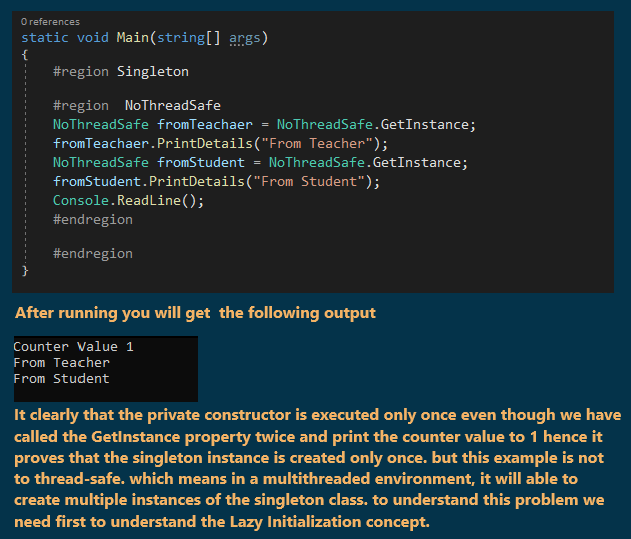 0 references
static void Main(string[] args)
{
#region Singleton
#region NoThreadSafe
NoThreadSafe fromTeachaer = NoThreadSafe.GetInstance;
fromTeachaer.PrintDetails("From Teacher");
NoThreadSafe fromStudent = NoThreadSafe.GetInstance;
fromStudent.PrintDetails("From Student");
Console.ReadLine();
#endregion
#endregion
}
After running you will get the following output
Counter Value 1
From Teacher
From Student
It clearly that the private constructor is executed only once even though we have
called the GetInstance property twice and print the counter value to 1 hence it
proves that the singleton instance is created only once. but this example is not
to thread-safe. which means in a multithreaded environment, it will able to
create multiple instances of the singleton class. to understand this problem we
need first to understand the Lazy Initialization concept.